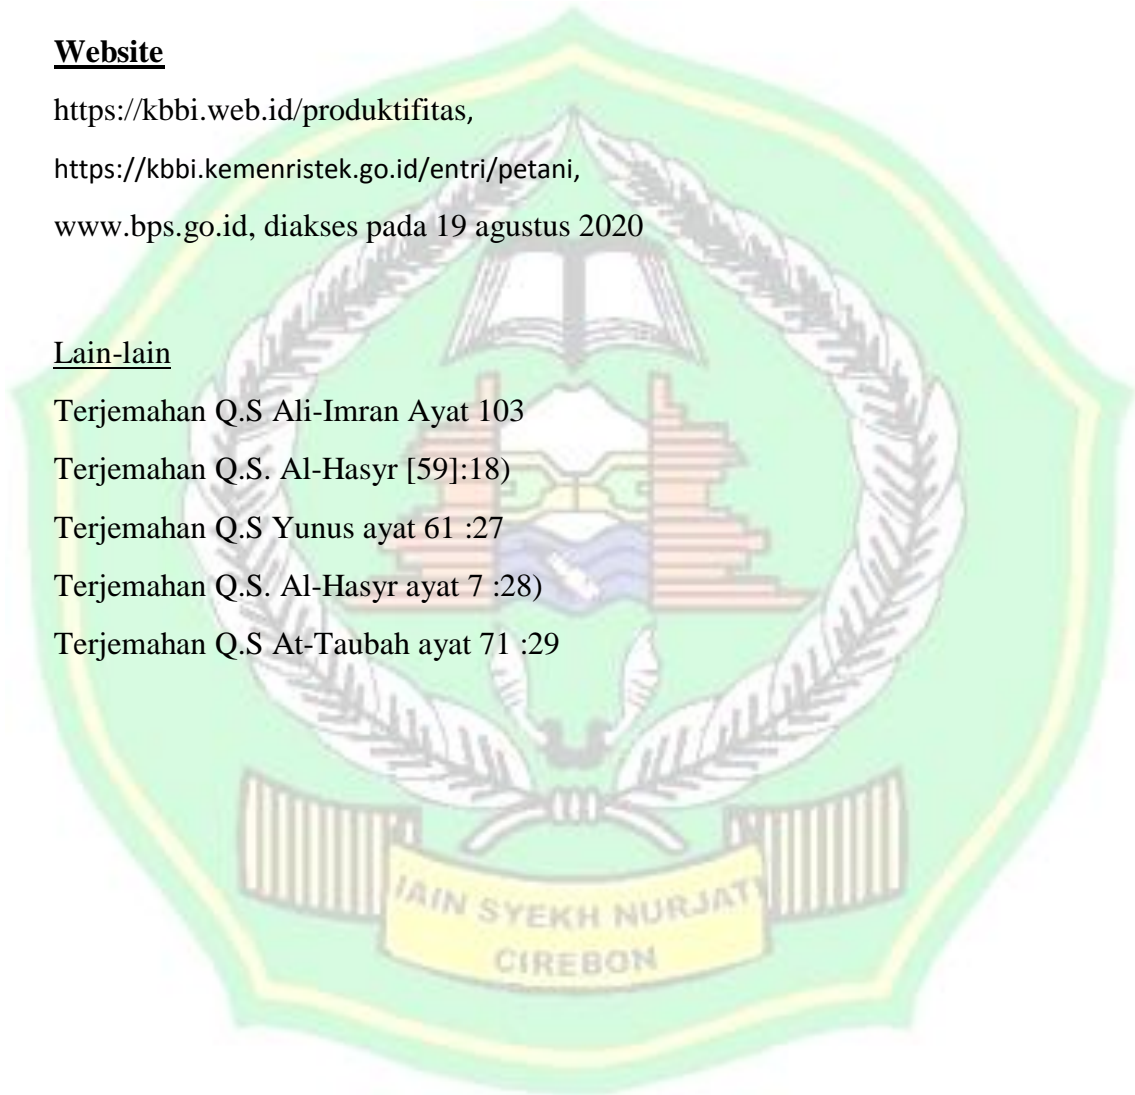 Website
https://kbbi.web.id/produktifitas,
https://kbbi.kemenristek.go.id/entri/petani,
www.bps.go.id, diakses pada 19 agustus 2020
Lain-lain
Terjemahan Q.S Ali-Imran Ayat 103
Terjemahan Q.S. Al-Hasyr [59]:18)
Terjemahan Q.S Yunus ayat 61 :27
Terjemahan Q.S. Al-Hasyr ayat 7 :28)
Terjemahan Q.S At-Taubah ayat 71 :29
IAIN SYEKH NURJATI
CIREBON